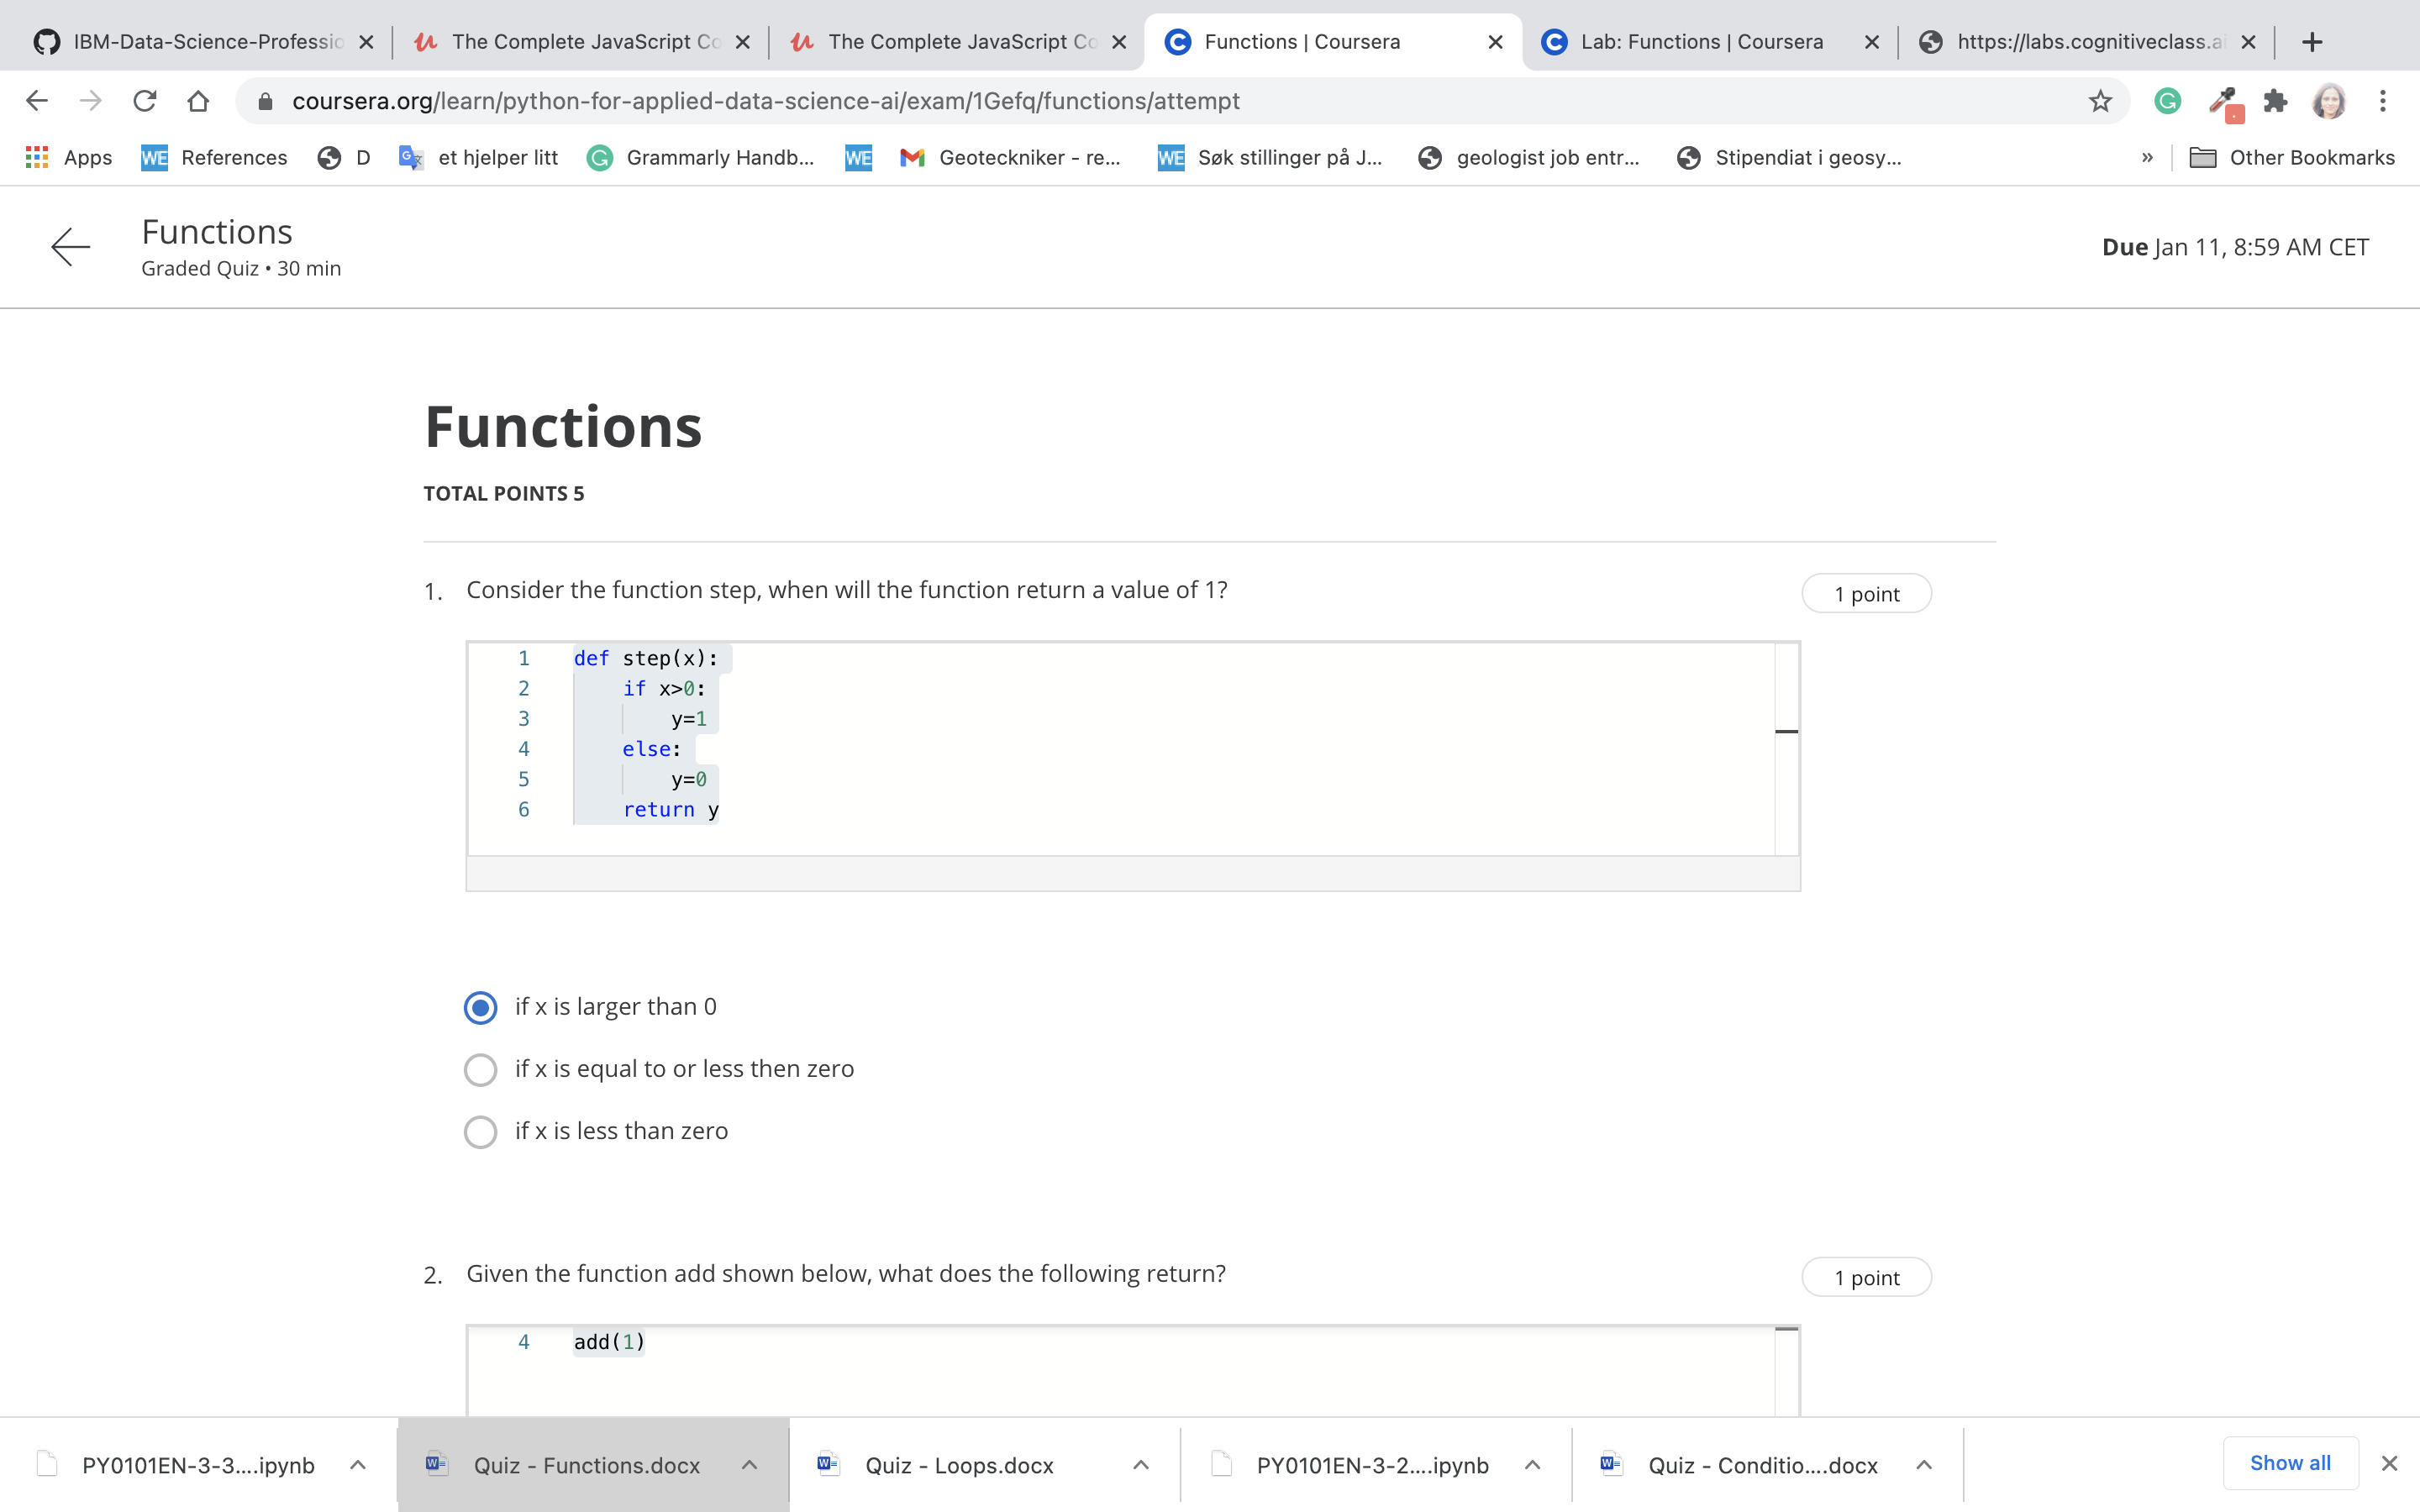 IBM-Data-Science-Professio
The Complete JavaScript Co
The Complete JavaScript Co
Functions | Coursera
Lab: Functions | Coursera
https://labs.cognitiveclass.ai
coursera.org/learn/python-for-applied-data-science-ai/exam/1Gefq/functions/attempt
Apps
References
D
et hjelper litt
Grammarly Handb...
Geoteckniker - re...
Søk stillinger på J...
geologist job entr...
Stipendiat i geosy...
»
Other Bookmarks
Functions
Graded Quiz • 30 min
Due Jan 11, 8:59 AM CET
Functions
TOTAL POINTS 5
1. Consider the function step, when will the function return a value of 1?
1 point
1 def step(x):
2 if x>0:
3 y=1
4 else:
5 y=0
6 return y
if x is larger than 0
if x is equal to or less then zero
if x is less than zero
2. Given the function add shown below, what does the following return?
1 point
4 add(1)
PY0101EN-3-3....ipynb
Quiz - Functions.docx
Quiz - Loops.docx
PY0101EN-3-2....ipynb
Quiz - Conditio....docx
Show all